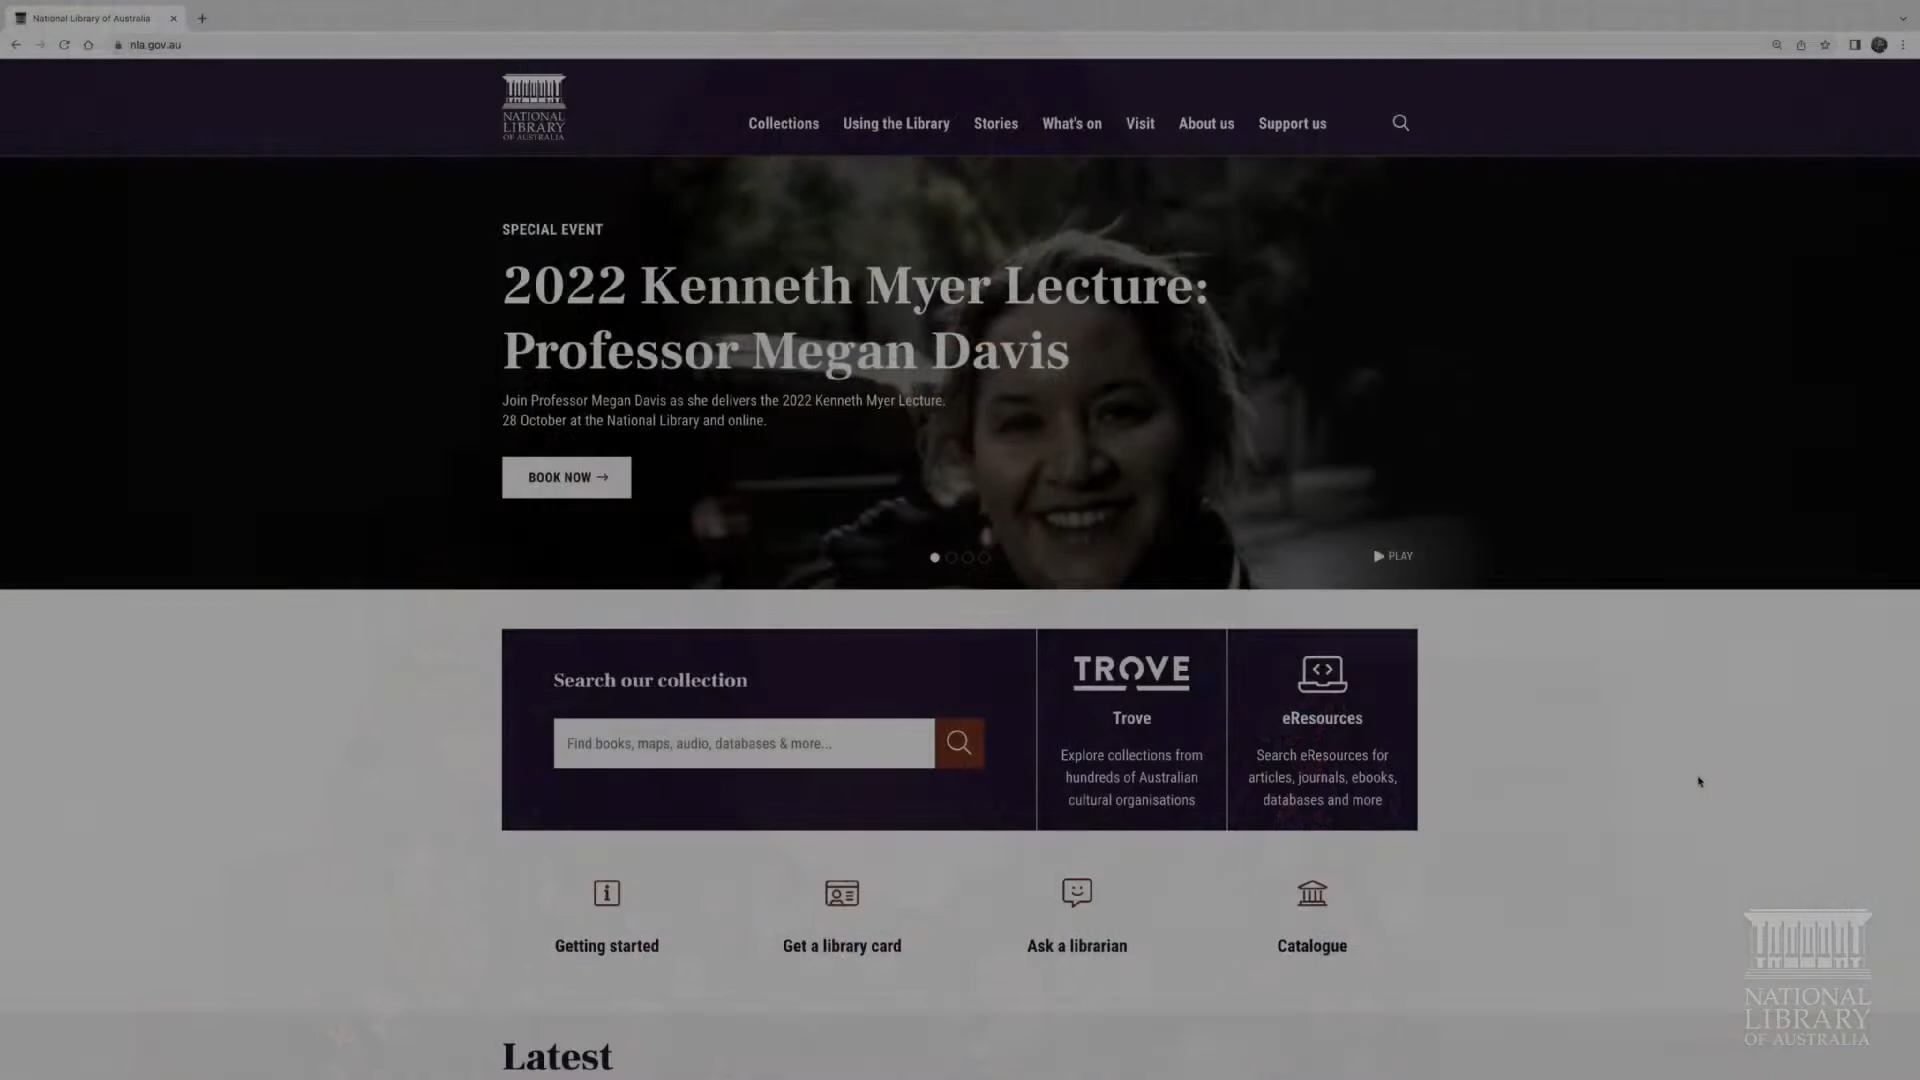 National Library of Australia
nla.gov.au
NATIONAL
LIBRARY
OF AUSTRALIA
Collections
Using the Library
Stories
What's on
Visit
About us
Support us
SPECIAL EVENT
2022 Kenneth Myer Lecture:
Professor Megan Davis
Join Professor Megan Davis as she delivers the 2022 Kenneth Myer Lecture.
28 October at the National Library and online.
BOOK NOW →
PLAY
Search our collection
Find books, maps, audio, databases & more...
TROVE
Trove
Explore collections from
hundreds of Australian
cultural organisations
eResources
Search eResources for
articles, journals, ebooks,
databases and more
Getting started
Get a library card
Ask a librarian
Catalogue
Latest
NATIONAL
LIBRARY
OF AUSTRALIA